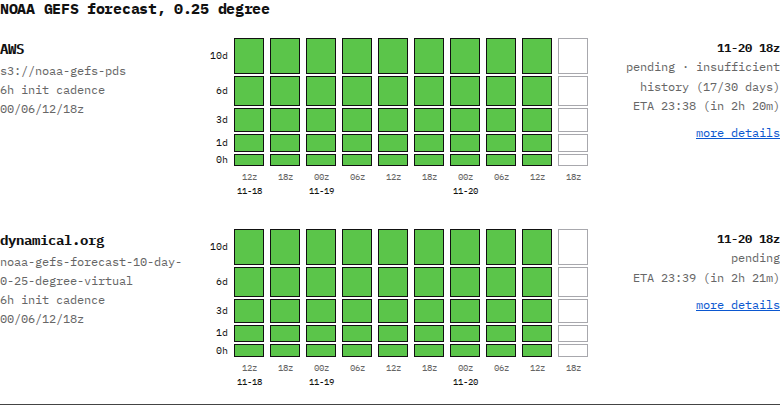 NOAA GEFS forecast, 0.25 degree
AWS
s3://noaa-gefs-pds
6h init cadence
00/06/12/18z
10d
6d
3d
1d
0h
12z 18z 00z 06z 12z 18z 00z 06z 12z 18z
11-18 11-19 11-20
11-20 18z
pending · insufficient
history (17/30 days)
ETA 23:38 (in 2h 20m)
more details
dynamical.org
noaa-gefs-forecast-10-day-
0-25-degree-virtual
6h init cadence
00/06/12/18z
10d
6d
3d
1d
0h
12z 18z 00z 06z 12z 18z 00z 06z 12z 18z
11-18 11-19 11-20
11-20 18z
pending
ETA 23:39 (in 2h 21m)
more details